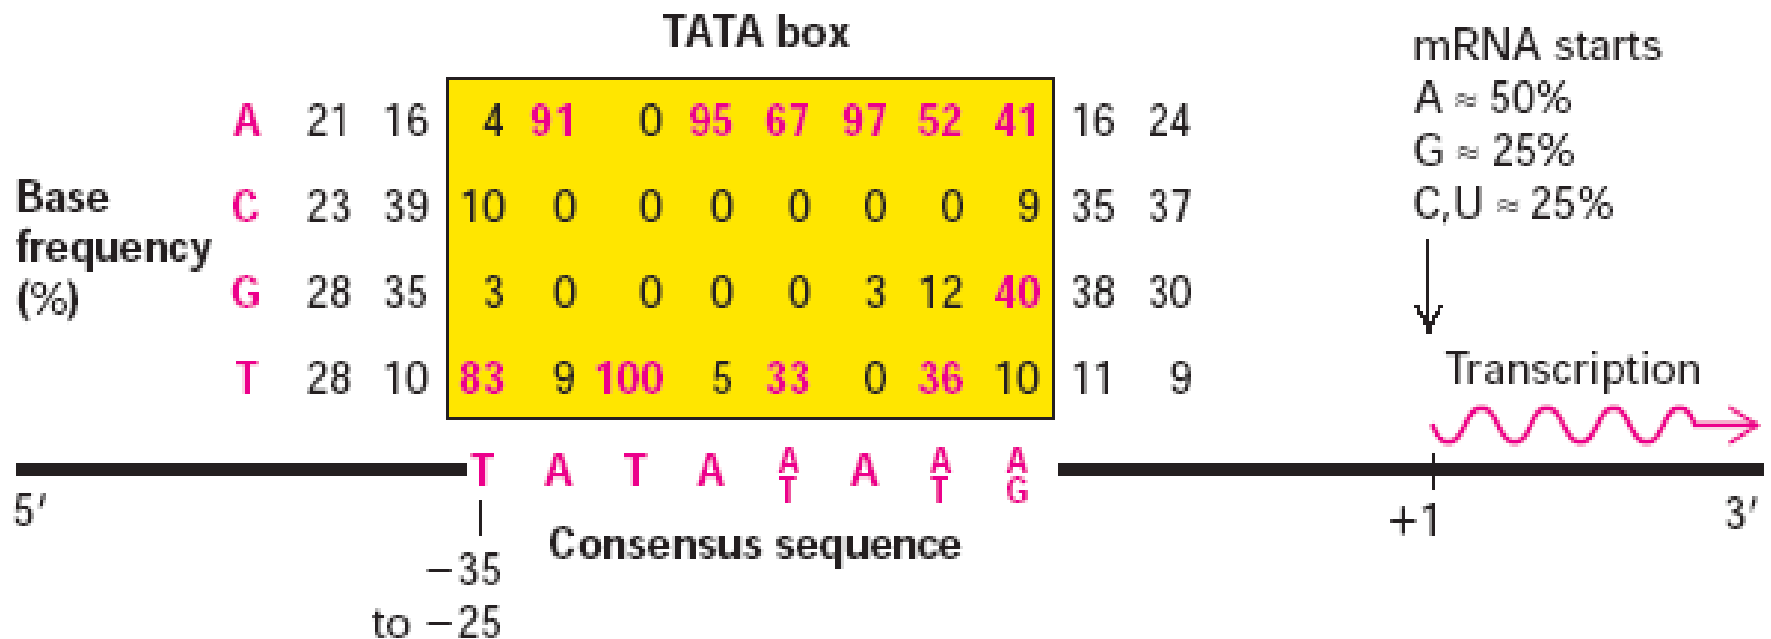 TATA box
mRNA starts
A ≈ 50%
G ≈ 25%
C,U ≈ 25%
Base
frequency
(%)
A 21 16 4 91 0 95 67 97 52 41 16 24
C 23 39 10 0 0 0 0 0 0 9 35 37
G 28 35 3 0 0 0 0 3 12 40 38 30
T 28 10 83 9 100 5 33 0 36 10 11 9
Transcription
T A T A A/T A A/T A/G
5′
+1
3′
−35
to −25
Consensus sequence